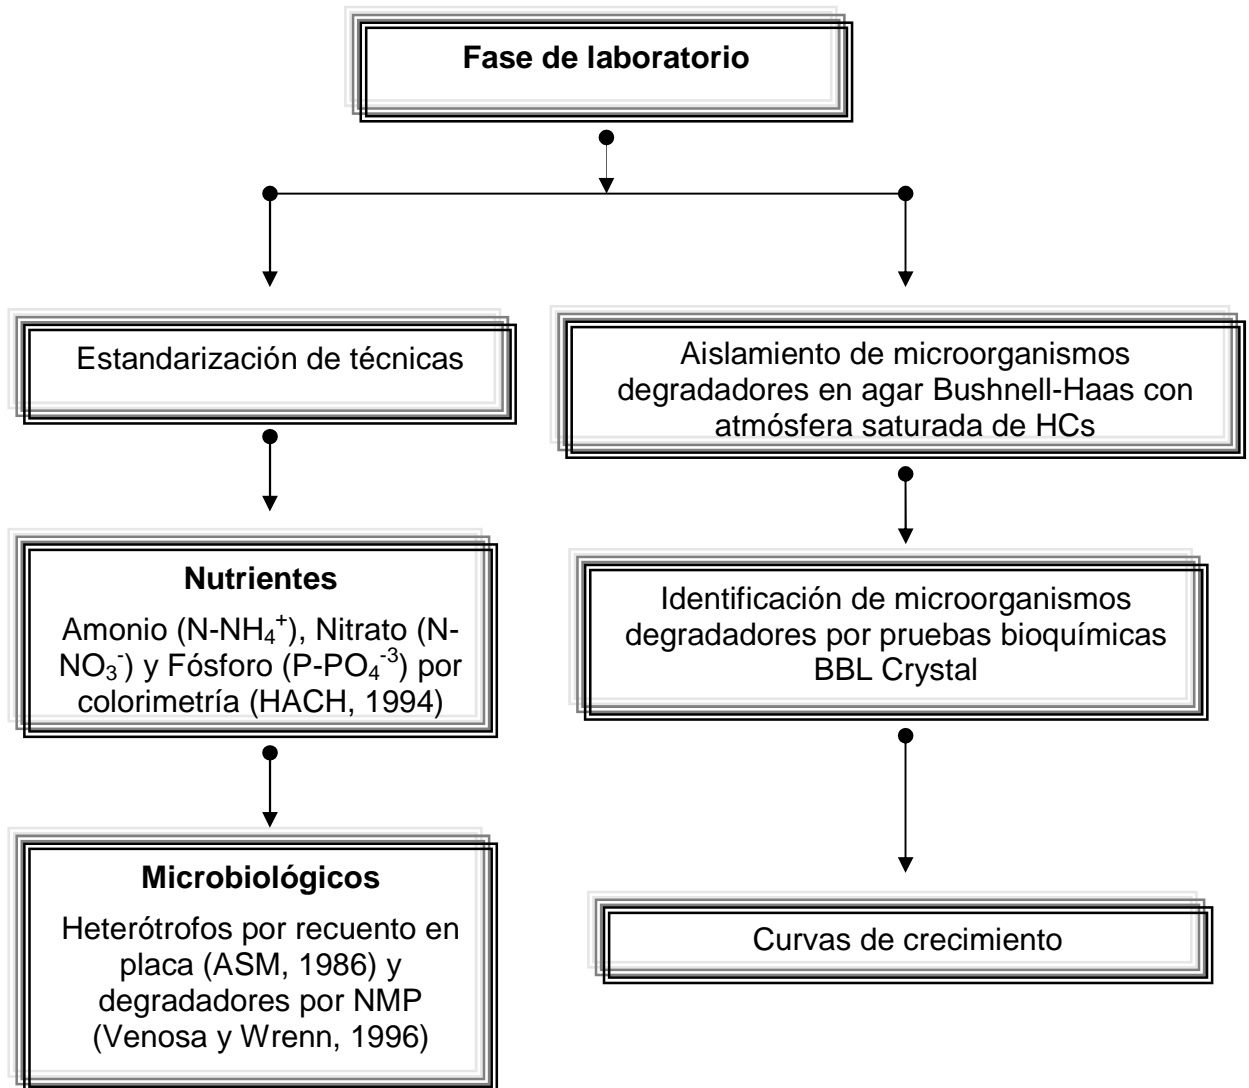 Fase de laboratorio
Estandarización de técnicas
Nutrientes
Amonio (N-NH₄⁺), Nitrato (N-
NO₃⁻) y Fósforo (P-PO₄⁻³) por
colorimetría (HACH, 1994)
Microbiológicos
Heterótrofos por recuento en
placa (ASM, 1986) y
degradadores por NMP
(Venosa y Wrenn, 1996)
Aislamiento de microorganismos
degradadores en agar Bushnell-Haas con
atmósfera saturada de HCs
Identificación de microorganismos
degradadores por pruebas bioquímicas
BBL Crystal
Curvas de crecimiento